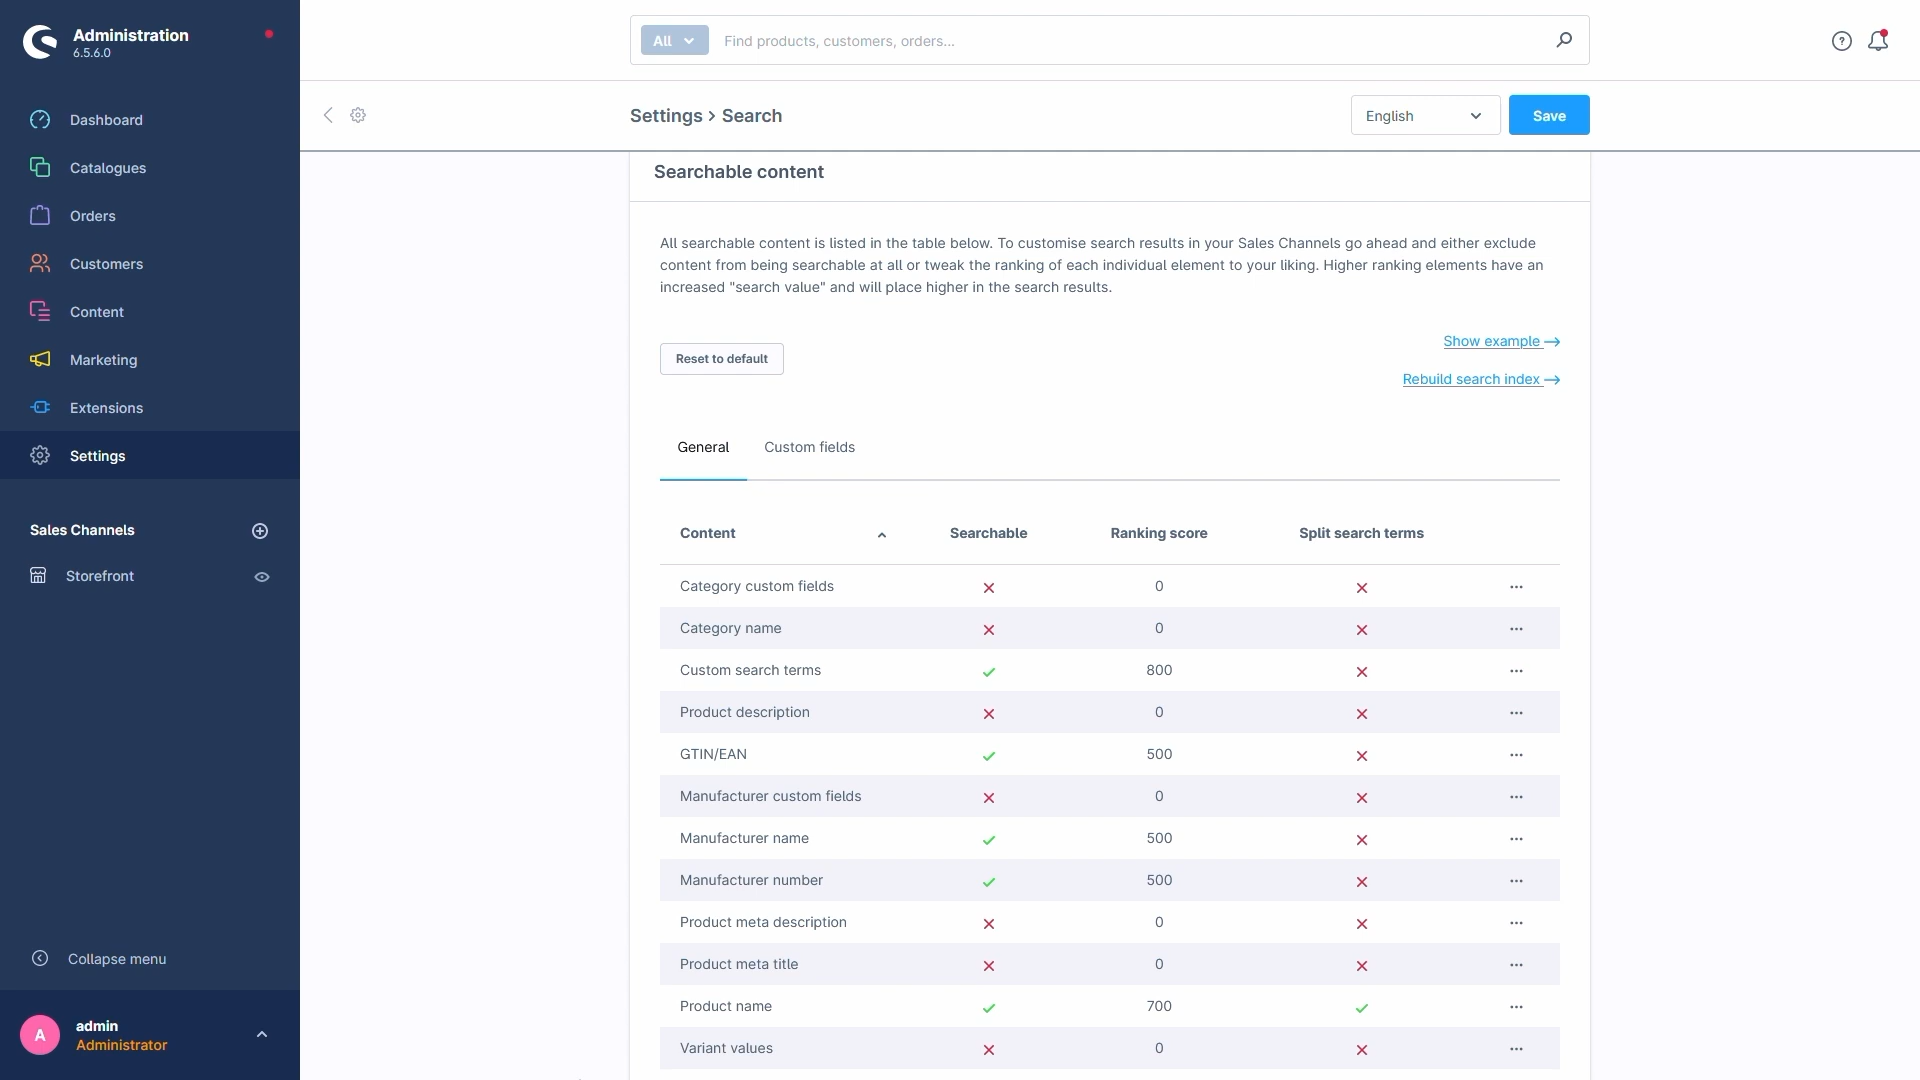 Administration
6.5.6.0
All
Find products, customers, orders...
Settings > Search
English
Save
Dashboard
Catalogues
Orders
Customers
Content
Marketing
Extensions
Settings
Sales Channels
Storefront
Collapse menu
A
admin
Administrator
Searchable content
All searchable content is listed in the table below. To customise search results in your Sales Channels go ahead and either exclude
content from being searchable at all or tweak the ranking of each individual element to your liking. Higher ranking elements have an
increased "search value" and will place higher in the search results.
Reset to default
Show example
Rebuild search index
General Custom fields
Content Searchable Ranking score Split search terms
Category custom fields 0
Category name 0
Custom search terms 800
Product description 0
GTIN/EAN 500
Manufacturer custom fields 0
Manufacturer name 500
Manufacturer number 500
Product meta description 0
Product meta title 0
Product name 700
Variant values 0